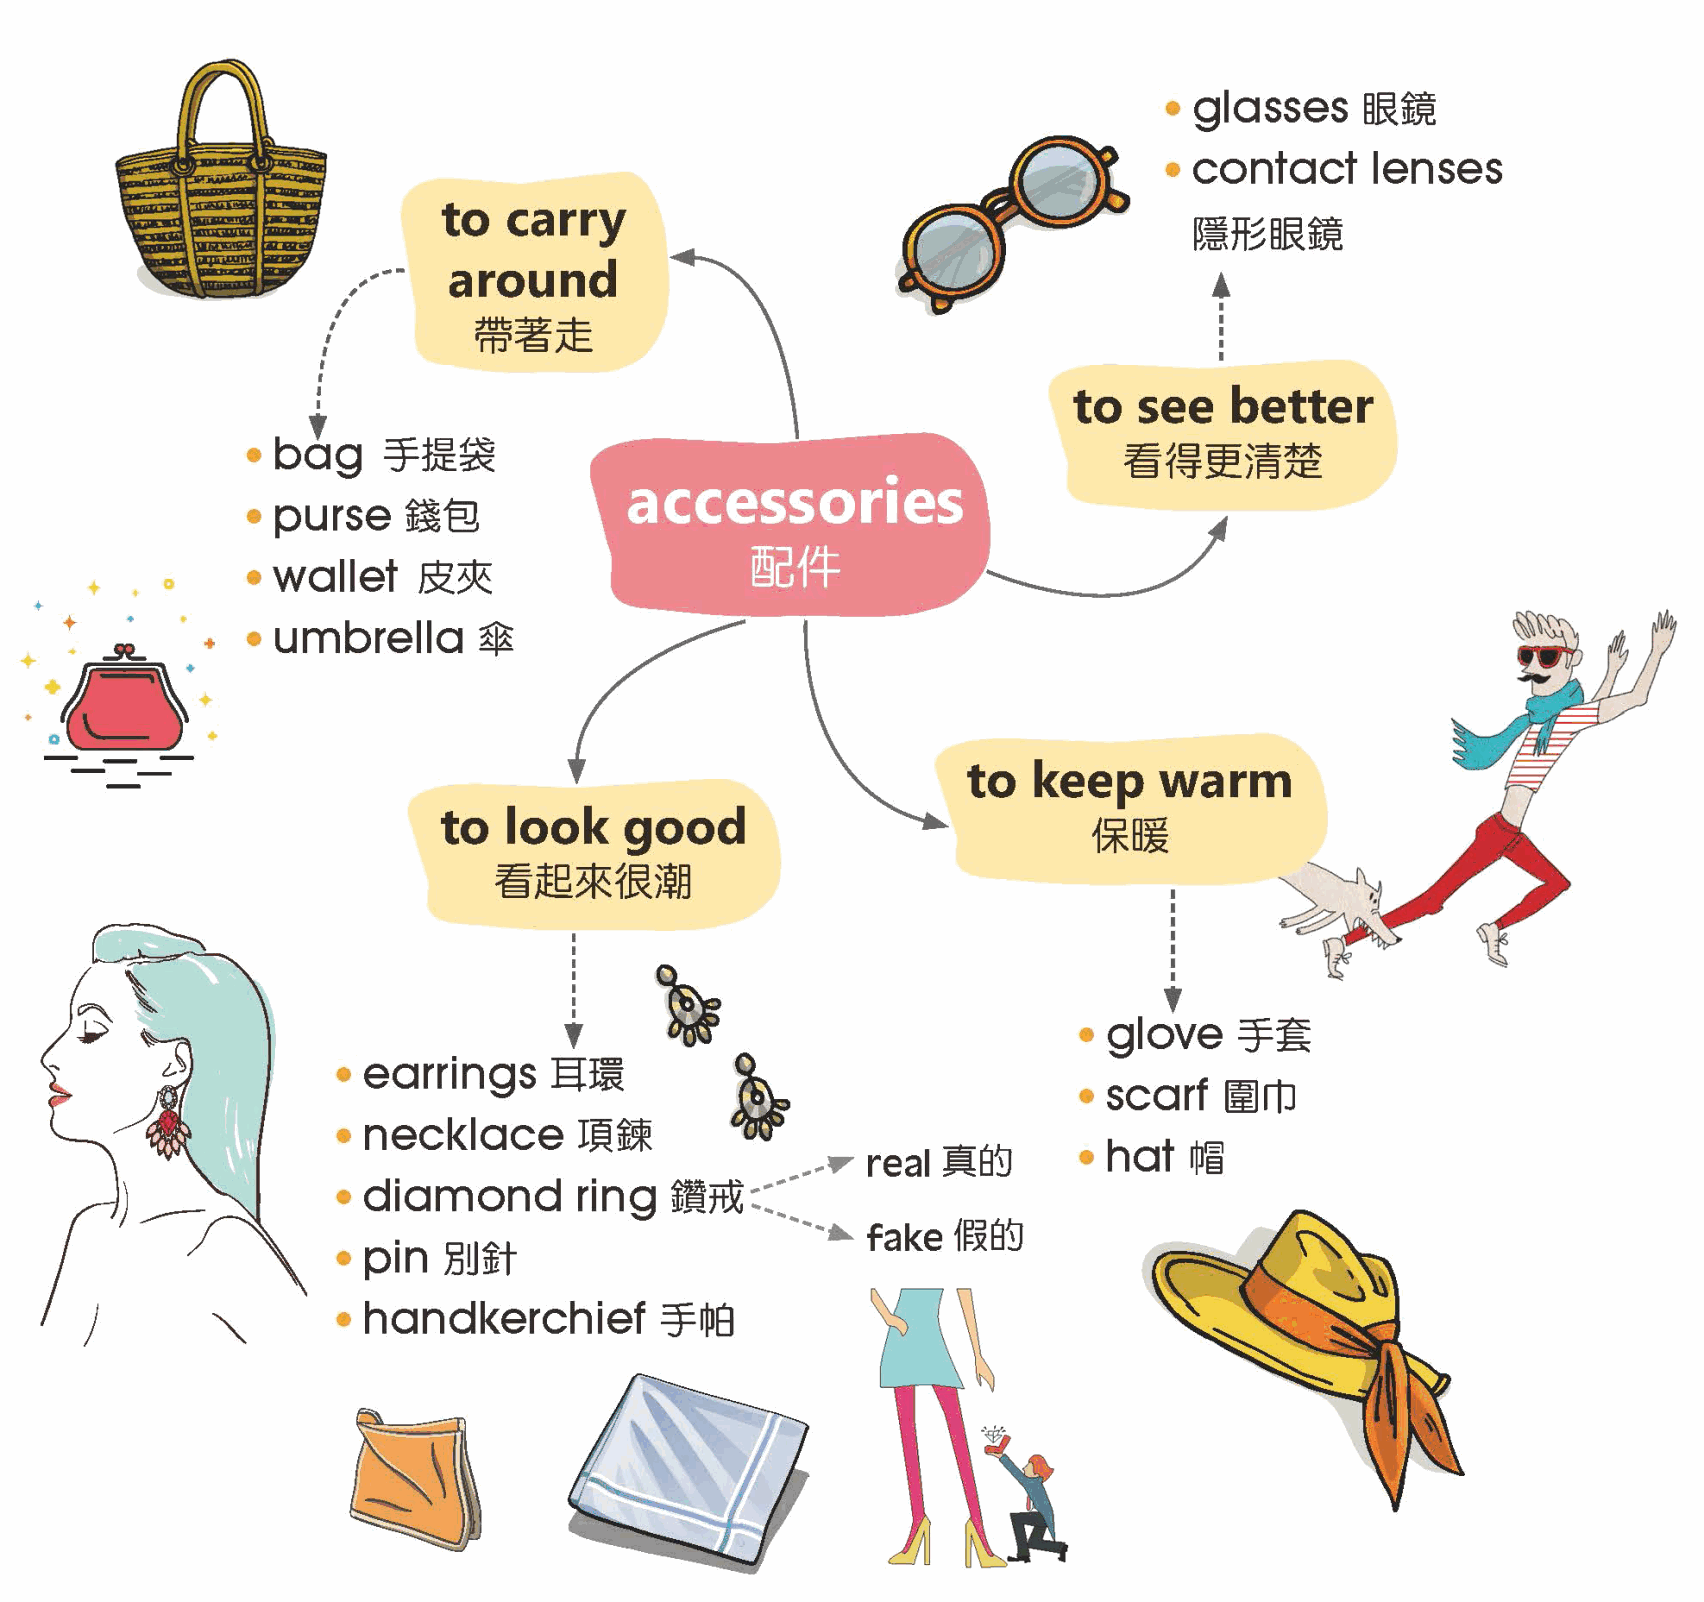 accessories
配件
to carry
around
帶著走
• bag 手提袋
• purse 錢包
• wallet 皮夾
• umbrella 傘
to see better
看得更清楚
• glasses 眼鏡
• contact lenses
隱形眼鏡
to look good
看起來很潮
• earrings 耳環
• necklace 項鍊
• diamond ring 鑽戒
real 真的
fake 假的
• pin 別針
• handkerchief 手帕
to keep warm
保暖
• glove 手套
• scarf 圍巾
• hat 帽